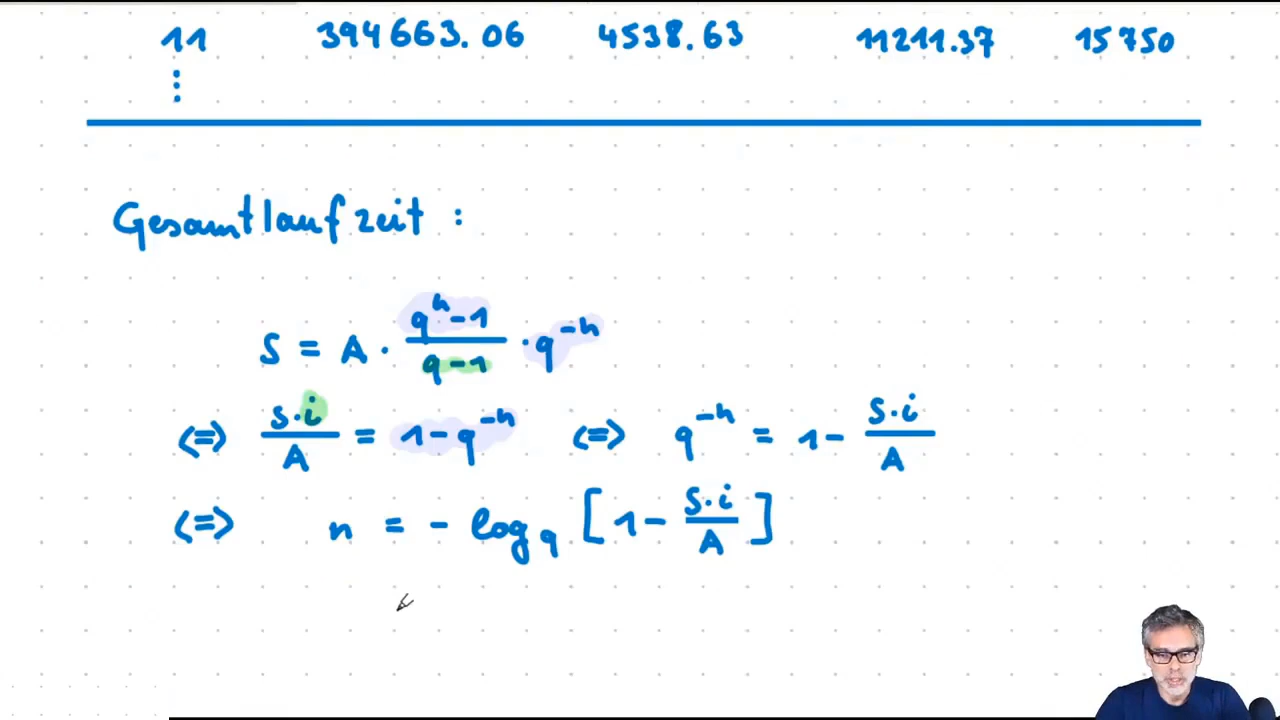 11 394663.06 4538.63 11211.37 15750
⋮
Gesamtlaufzeit :
S = A · (q^n - 1)/(q - 1) · q^-n
<=> (S·i)/A = 1 - q^-n <=> q^-n = 1 - (S·i)/A
<=> n = - log_q [1 - (S·i)/A]